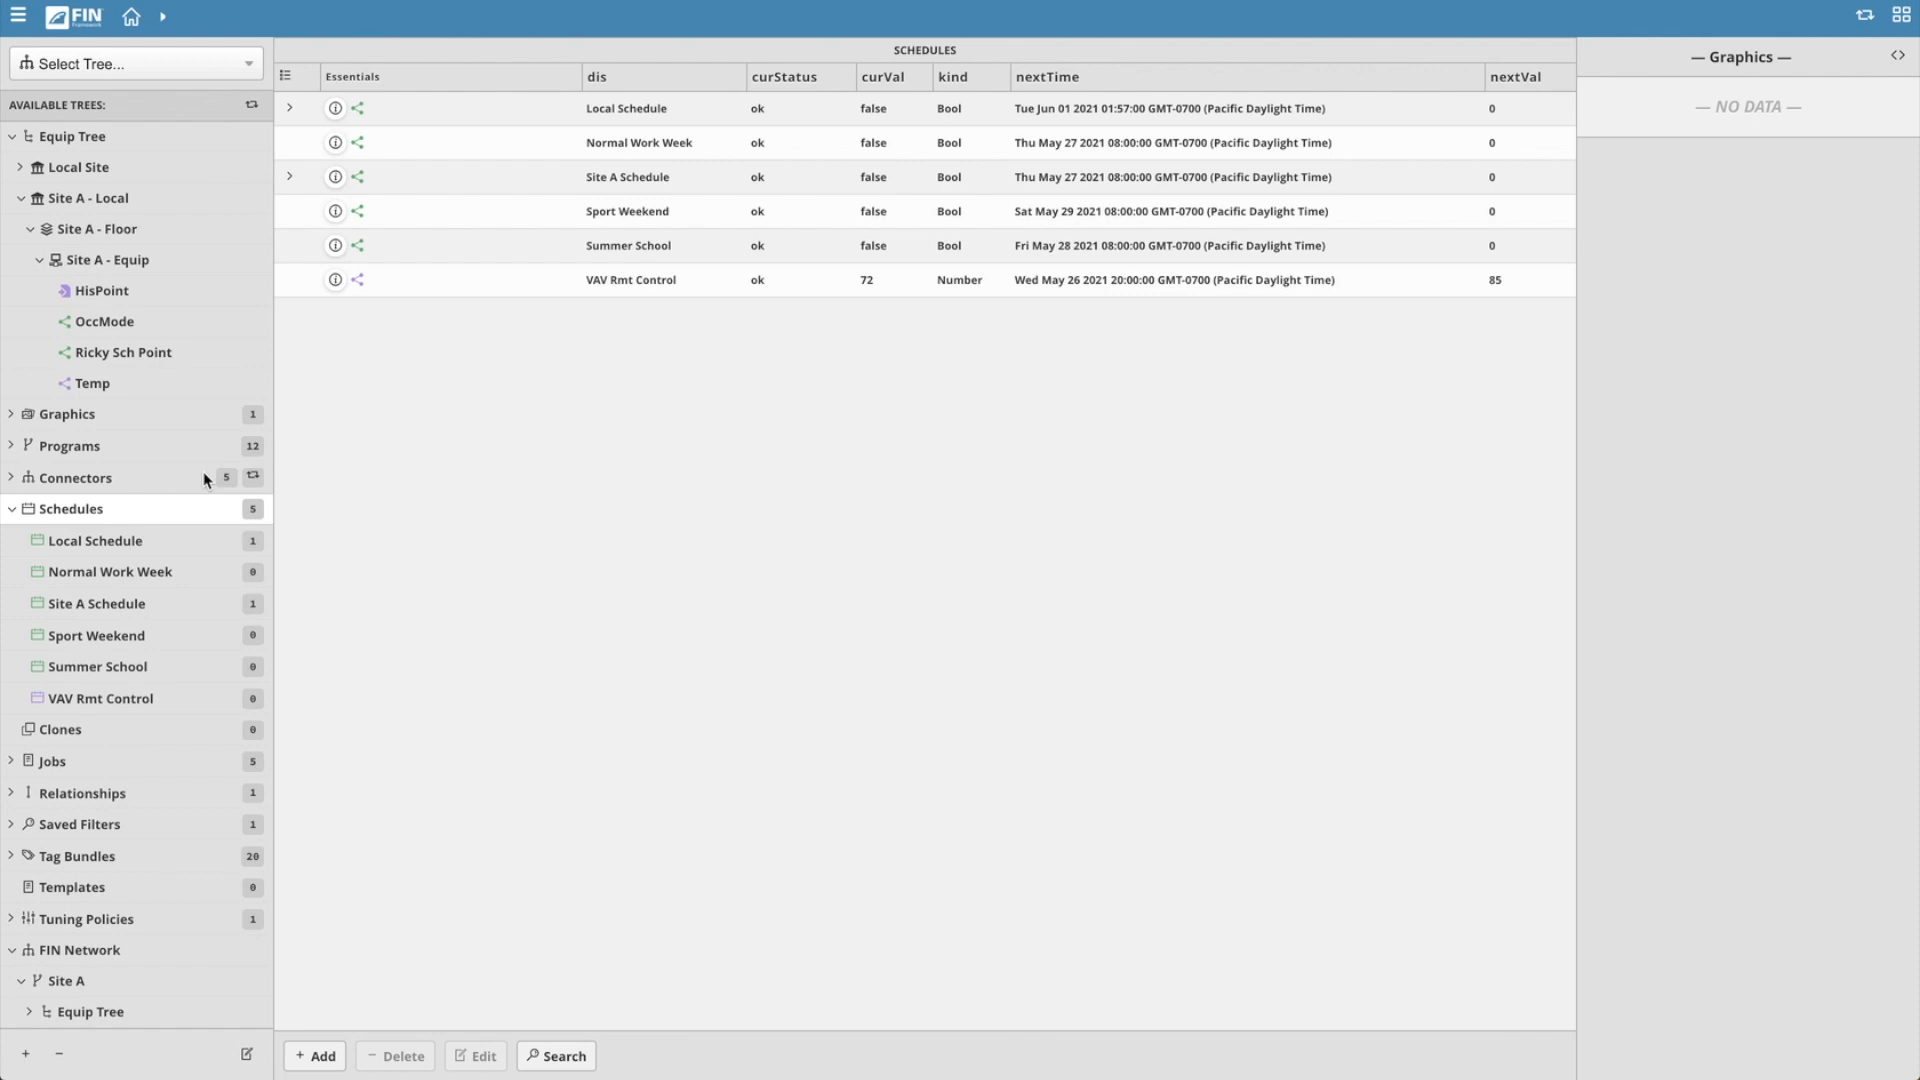 FIN
Framework
Select Tree...
AVAILABLE TREES:
Equip Tree
Local Site
Site A - Local
Site A - Floor
Site A - Equip
HisPoint
OccMode
Ricky Sch Point
Temp
Graphics 1
Programs 12
Connectors 5
Schedules 5
Local Schedule 1
Normal Work Week 0
Site A Schedule 1
Sport Weekend 0
Summer School 0
VAV Rmt Control 0
Clones 0
Jobs 5
Relationships 1
Saved Filters 1
Tag Bundles 20
Templates 0
Tuning Policies 1
FIN Network
Site A
Equip Tree
+ −
SCHEDULES
Essentials dis curStatus curVal kind nextTime nextVal
Local Schedule ok false Bool Tue Jun 01 2021 01:57:00 GMT-0700 (Pacific Daylight Time) 0
Normal Work Week ok false Bool Thu May 27 2021 08:00:00 GMT-0700 (Pacific Daylight Time) 0
Site A Schedule ok false Bool Thu May 27 2021 08:00:00 GMT-0700 (Pacific Daylight Time) 0
Sport Weekend ok false Bool Sat May 29 2021 08:00:00 GMT-0700 (Pacific Daylight Time) 0
Summer School ok false Bool Fri May 28 2021 08:00:00 GMT-0700 (Pacific Daylight Time) 0
VAV Rmt Control ok 72 Number Wed May 26 2021 20:00:00 GMT-0700 (Pacific Daylight Time) 85
+ Add − Delete Edit Search
— Graphics — <>
— NO DATA —